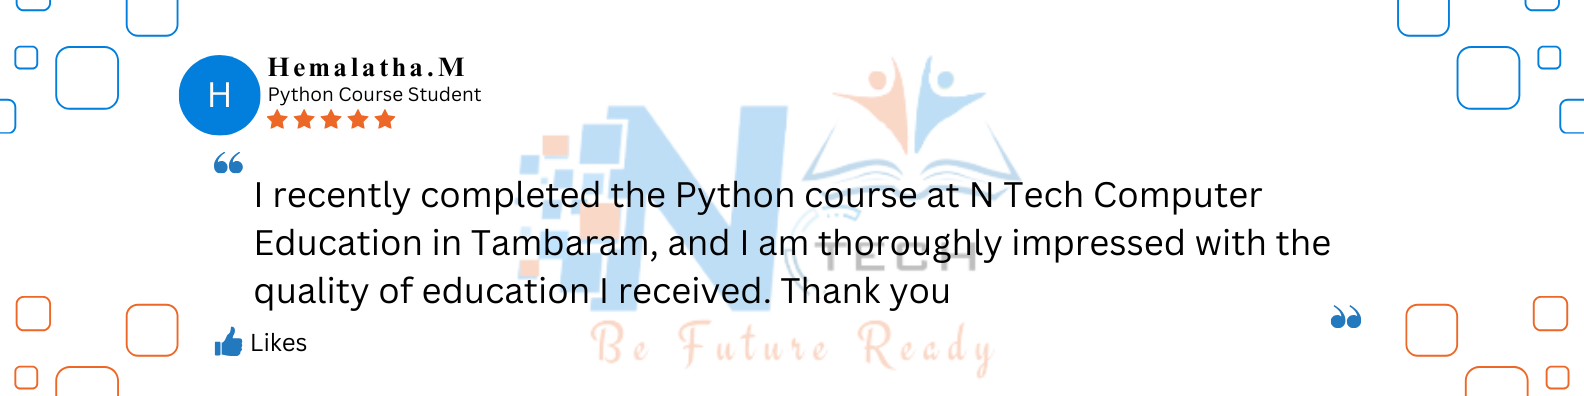 H
Hemalatha.M
Python Course Student
“
I recently completed the Python course at N Tech Computer
Education in Tambaram, and I am thoroughly impressed with the
quality of education I received. Thank you
”
Likes
N
TECH
Be Future Ready